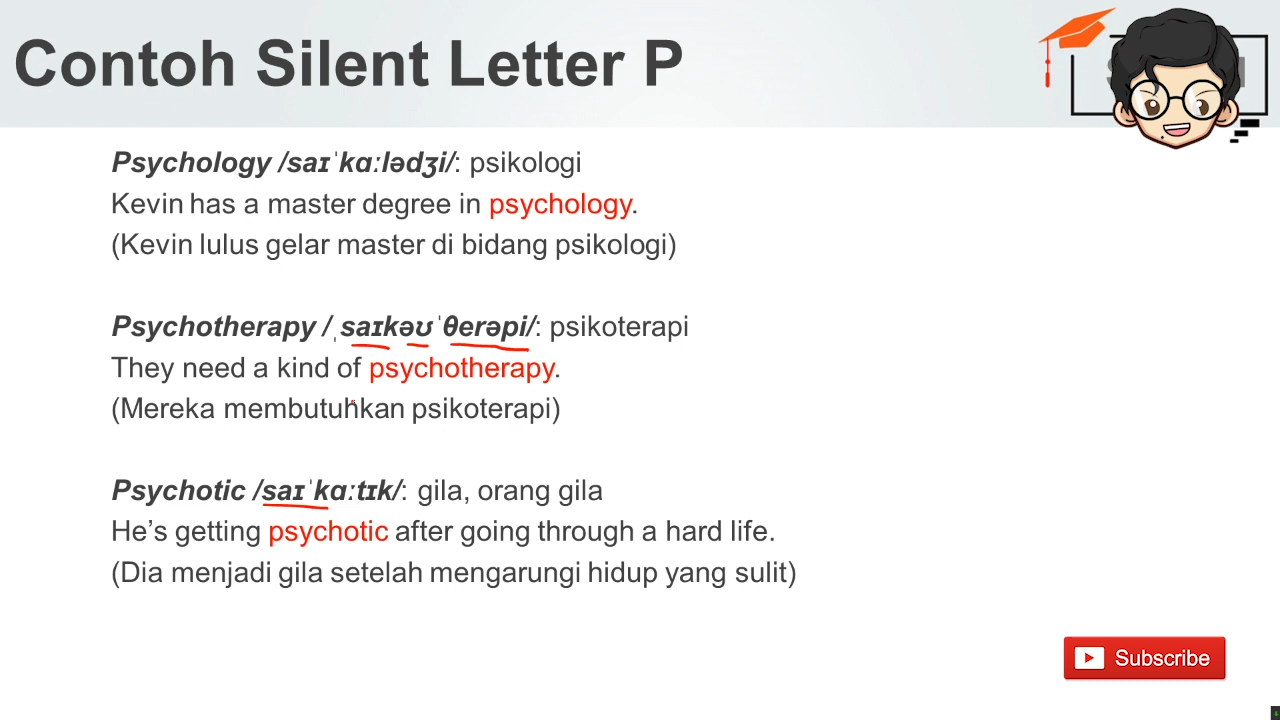 Contoh Silent Letter P
Psychology /saɪˈkɑːlədʒi/: psikologi
Kevin has a master degree in psychology.
(Kevin lulus gelar master di bidang psikologi)
Psychotherapy /ˌsaɪkəʊˈθerəpi/: psikoterapi
They need a kind of psychotherapy.
(Mereka membutuhkan psikoterapi)
Psychotic /saɪˈkɑːtɪk/: gila, orang gila
He’s getting psychotic after going through a hard life.
(Dia menjadi gila setelah mengarungi hidup yang sulit)
Subscribe